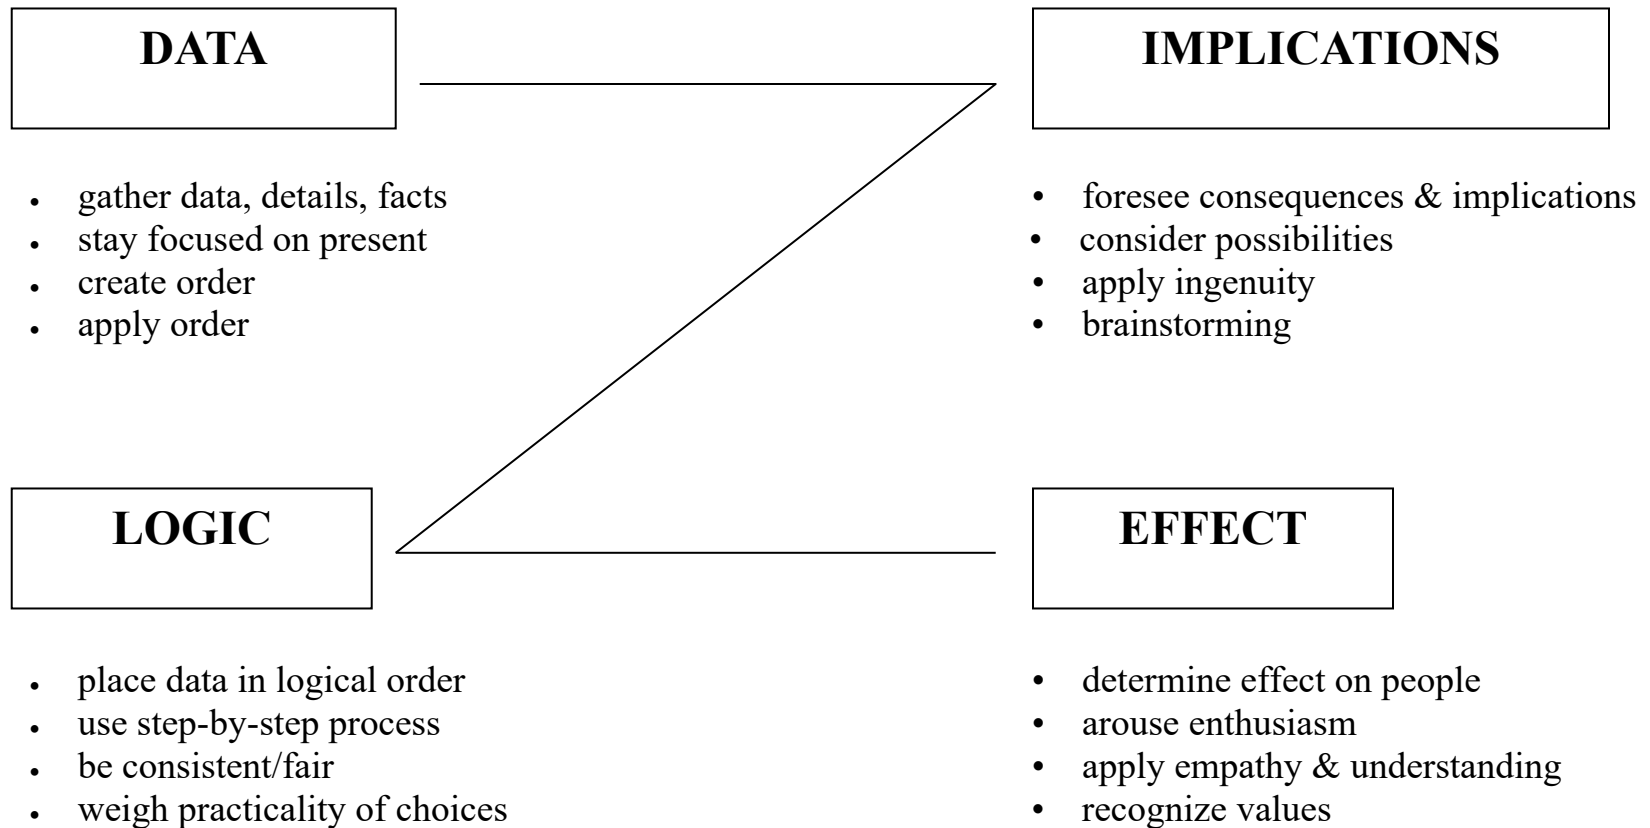 DATA
• gather data, details, facts
• stay focused on present
• create order
• apply order
IMPLICATIONS
• foresee consequences & implications
• consider possibilities
• apply ingenuity
• brainstorming
LOGIC
• place data in logical order
• use step-by-step process
• be consistent/fair
• weigh practicality of choices
EFFECT
• determine effect on people
• arouse enthusiasm
• apply empathy & understanding
• recognize values